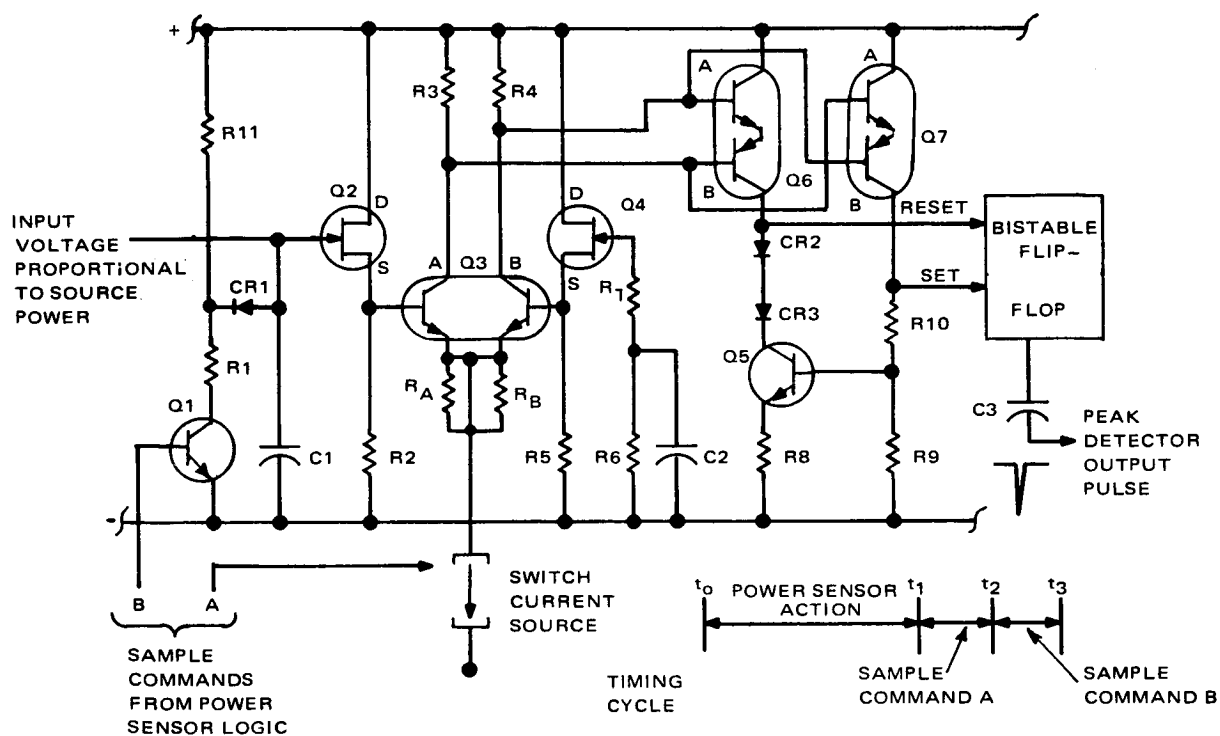 +
R3
R4
A
A
R11
Q7
Q2
D
D
Q4
B
Q6
B
RESET
INPUT
VOLTAGE
PROPORTIONAL
TO SOURCE
POWER
BISTABLE
FLIP~
FLOP
CR2
S
A
Q3
B
S
SET
CR1
R7
CR3
R10
R1
Q5
RA
RB
Q1
C3
PEAK
DETECTOR
OUTPUT
PULSE
C1
R2
R5
R6
C2
R8
R9
-
B
A
SWITCH
CURRENT
SOURCE
to
POWER SENSOR
ACTION
t1
t2
t3
SAMPLE
COMMANDS
FROM POWER
SENSOR LOGIC
TIMING
CYCLE
SAMPLE
COMMAND A
SAMPLE
COMMAND B